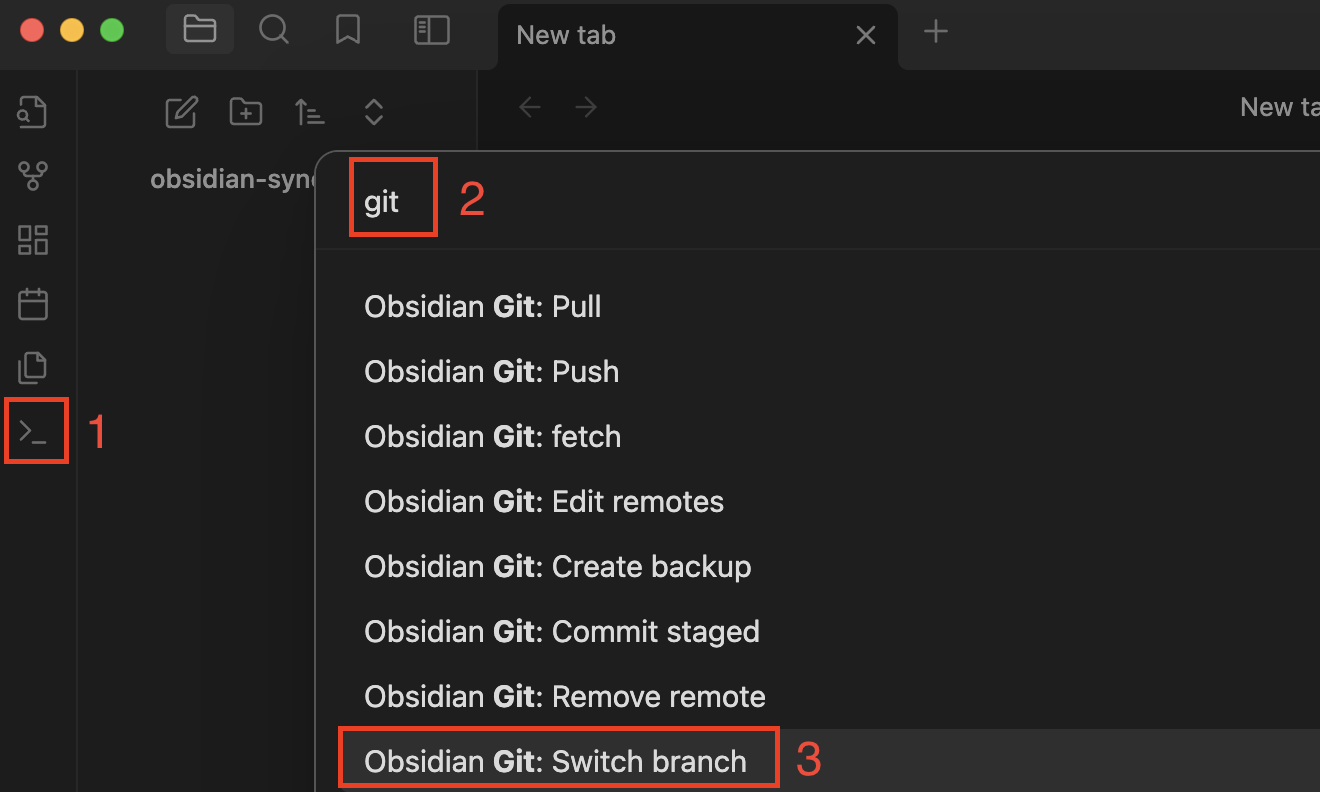 New tab
New ta
obsidian-sync
git
2
Obsidian Git: Pull
Obsidian Git: Push
Obsidian Git: fetch
1
Obsidian Git: Edit remotes
Obsidian Git: Create backup
Obsidian Git: Commit staged
Obsidian Git: Remove remote
Obsidian Git: Switch branch
3